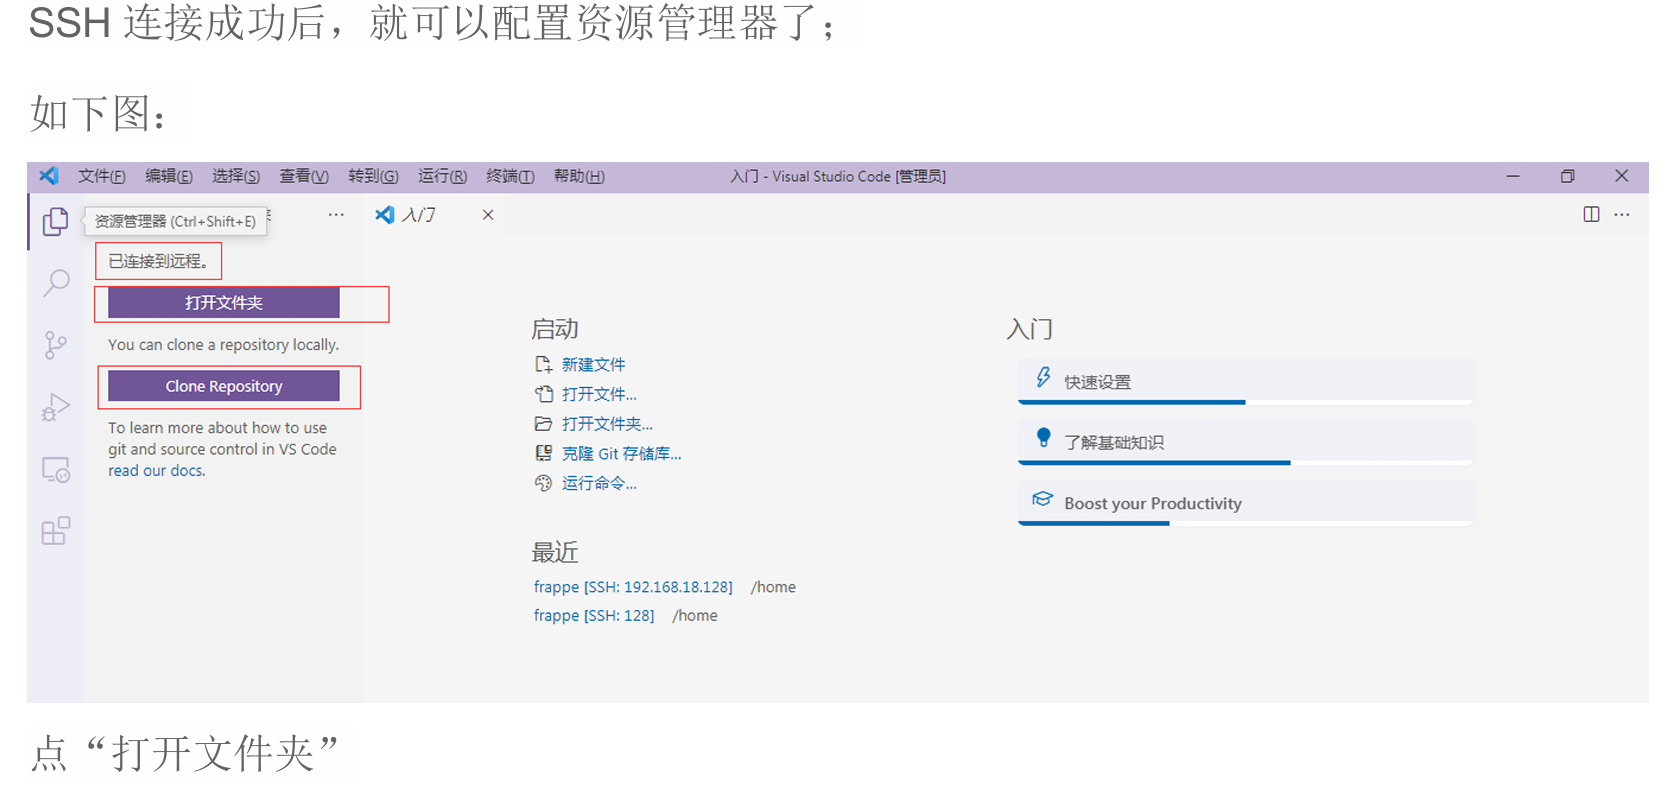 SSH 连接成功后，就可以配置资源管理器了；
如下图：
文件(F) 编辑(E) 选择(S) 查看(V) 转到(G) 运行(R) 终端(T) 帮助(H) 入门 - Visual Studio Code [管理员]
资源管理器 (Ctrl+Shift+E) ··· 入门
已连接到远程。
打开文件夹
You can clone a repository locally.
Clone Repository
To learn more about how to use
git and source control in VS Code
read our docs.
启动
新建文件
打开文件...
打开文件夹...
克隆 Git 存储库...
运行命令...
最近
frappe [SSH: 192.168.18.128] /home
frappe [SSH: 128] /home
入门
快速设置
了解基础知识
Boost your Productivity
点“打开文件夹”